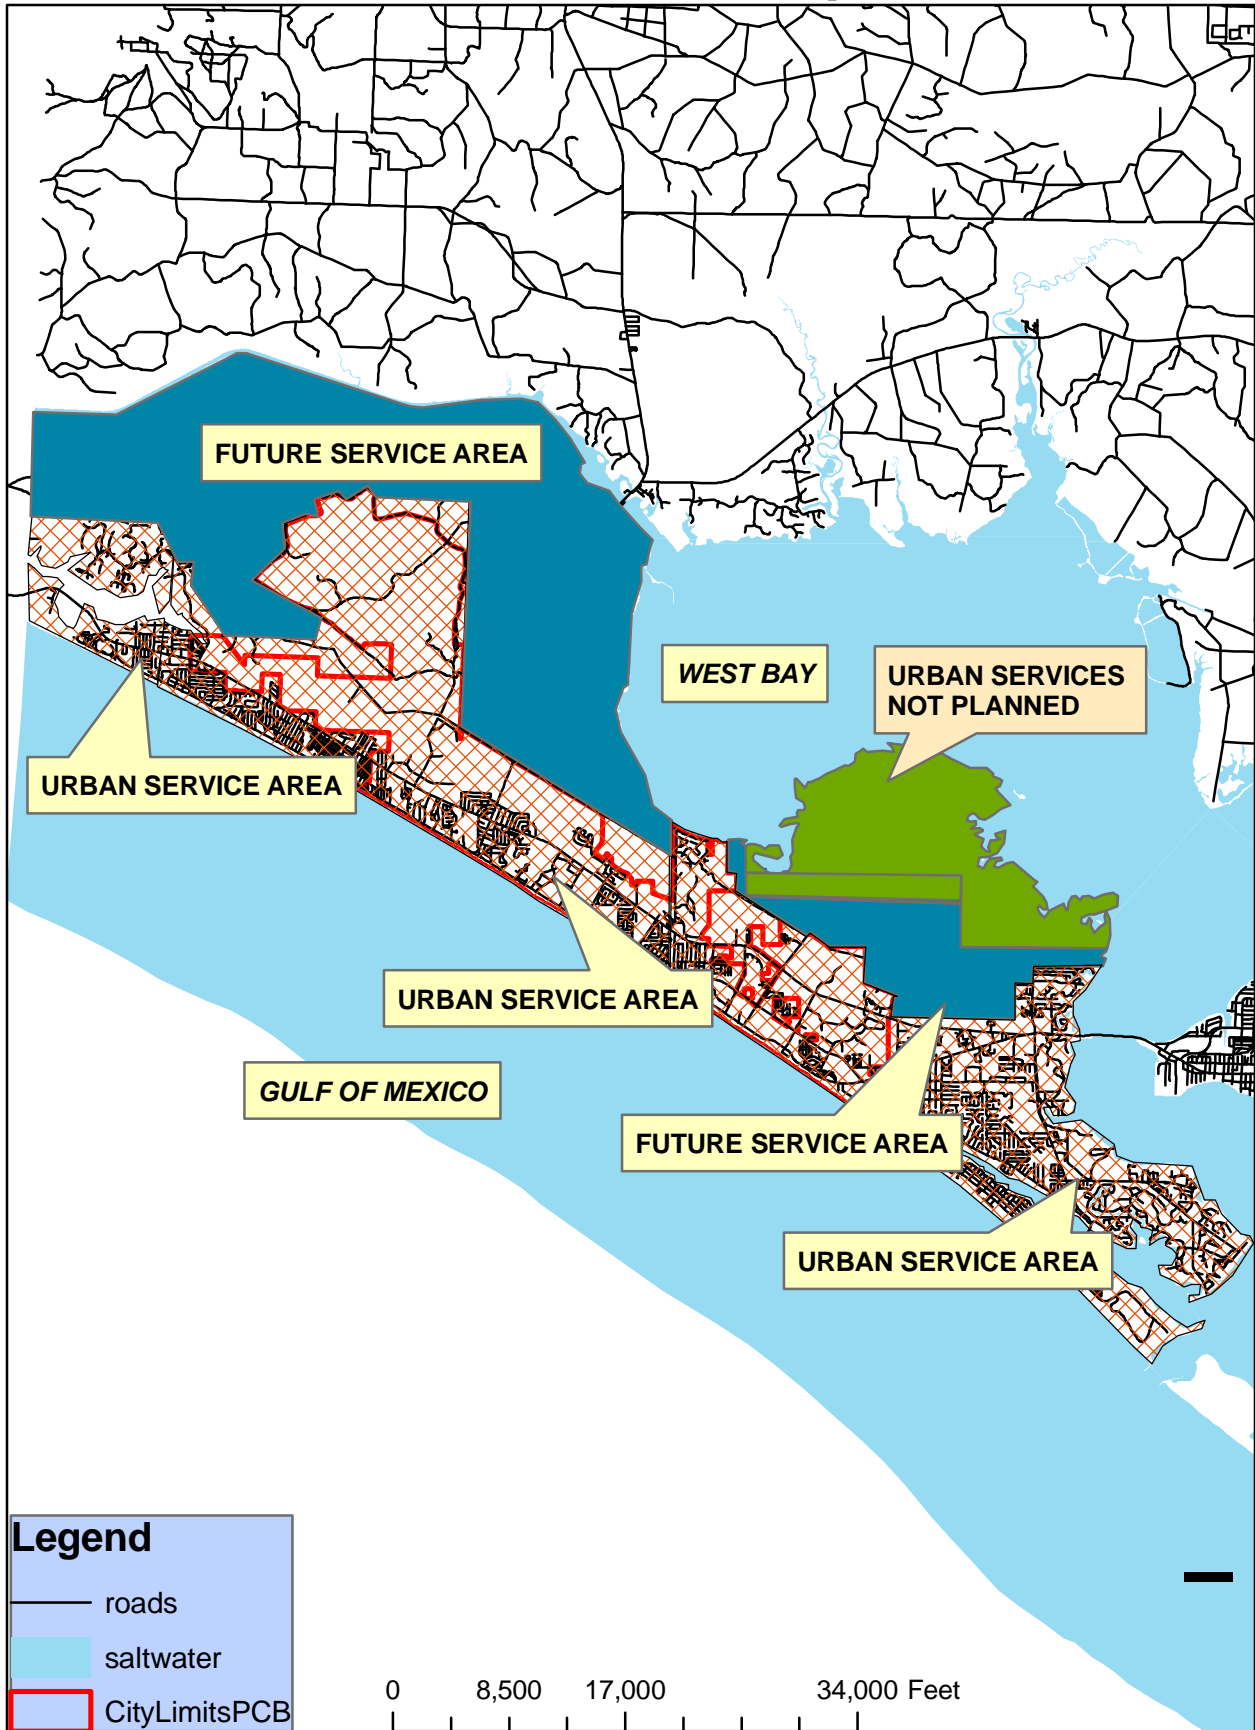 FUTURE SERVICE AREA
WEST BAY
URBAN SERVICES
NOT PLANNED
URBAN SERVICE AREA
URBAN SERVICE AREA
GULF OF MEXICO
FUTURE SERVICE AREA
URBAN SERVICE AREA
Legend
roads
saltwater
CityLimitsPCB
0 8,500 17,000 34,000 Feet